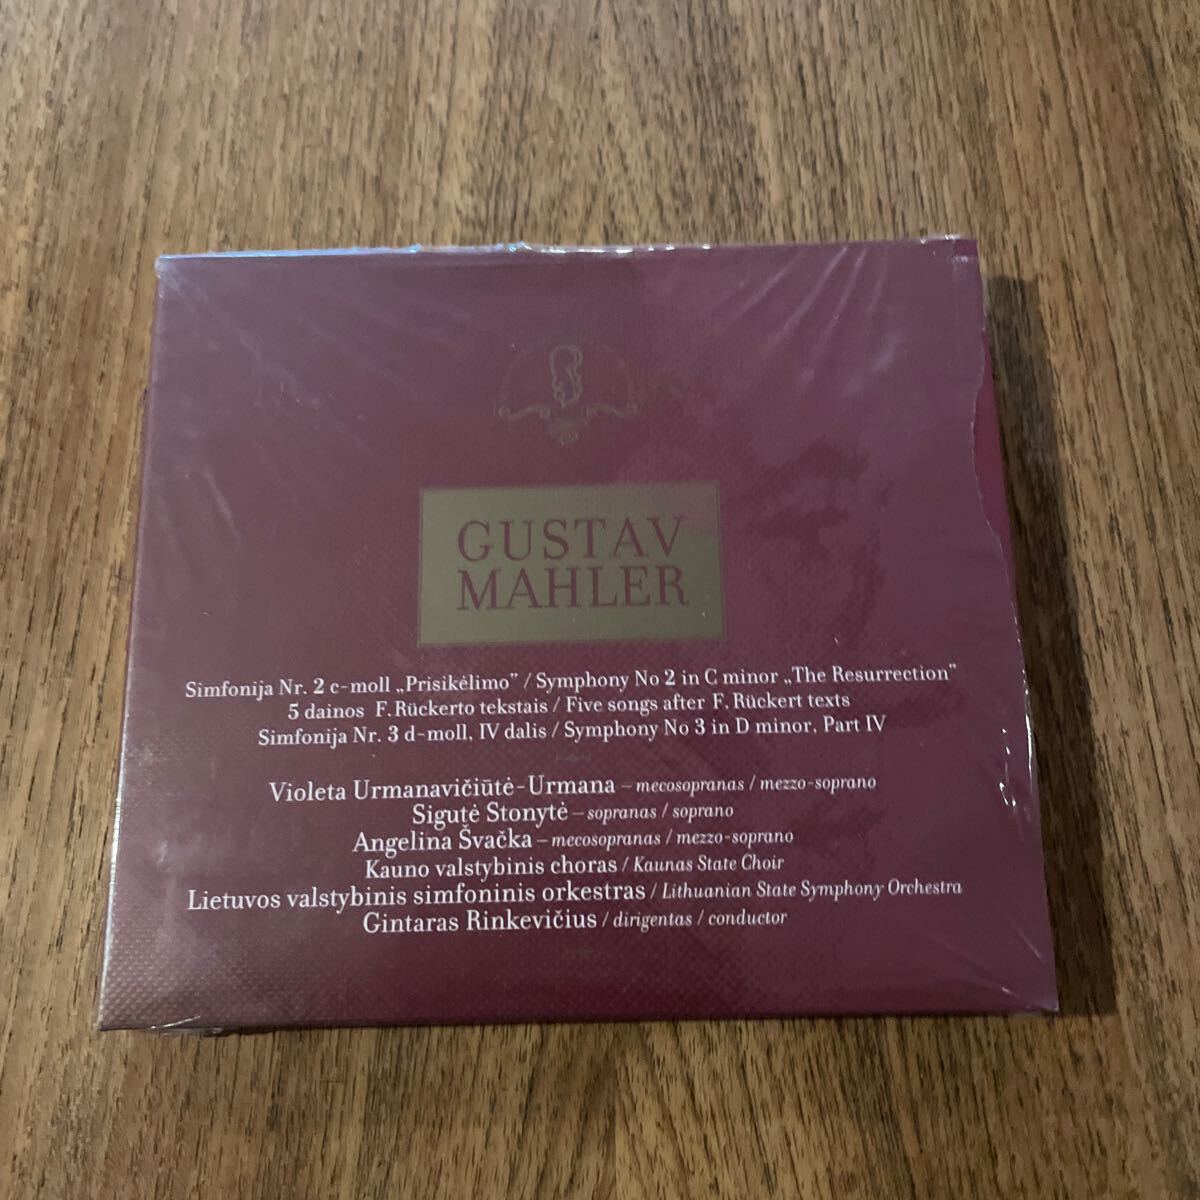 GUSTAV
MAHLER
Simfonija Nr. 2 c-moll „Prisikėlimo” / Symphony No 2 in C minor „The Resurrection”
5 dainos F. Rückerto tekstais / Five songs after F. Rückert texts
Simfonija Nr. 3 d-moll, IV dalis / Symphony No 3 in D minor, Part IV
Violeta Urmanavičiūtė-Urmana – mecosopranas / mezzo-soprano
Sigutė Stonytė – sopranas / soprano
Angelina Švačka – mecosopranas / mezzo-soprano
Kauno valstybinis choras / Kaunas State Choir
Lietuvos valstybinis simfoninis orkestras / Lithuanian State Symphony Orchestra
Gintaras Rinkevičius / dirigentas / conductor